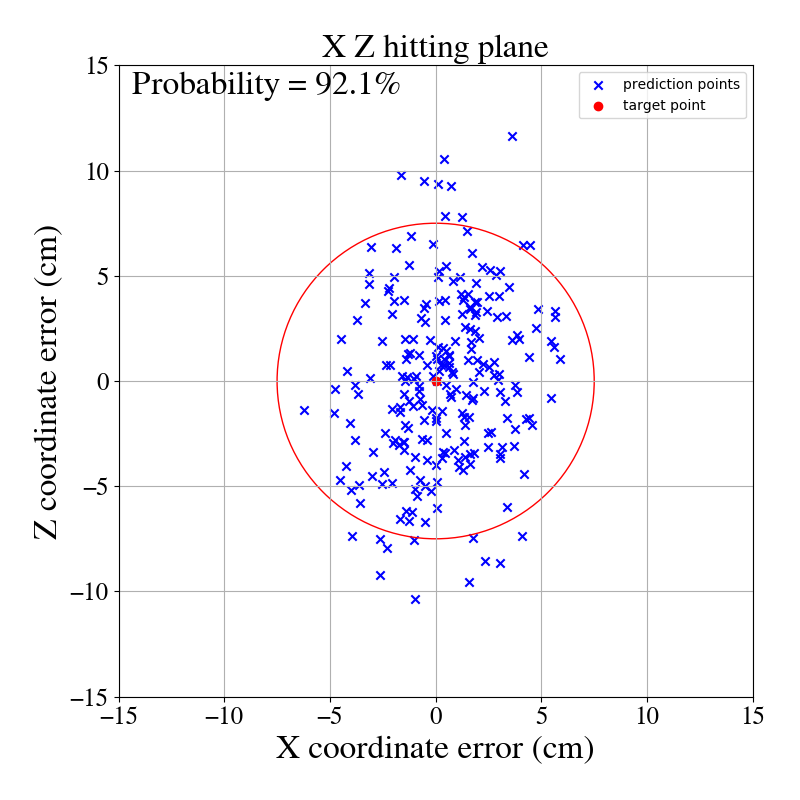 X Z hitting plane
Probability = 92.1%
prediction points
target point
Z coordinate error (cm)
15
10
5
0
−5
−10
−15
−15 −10 −5 0 5 10 15
X coordinate error (cm)